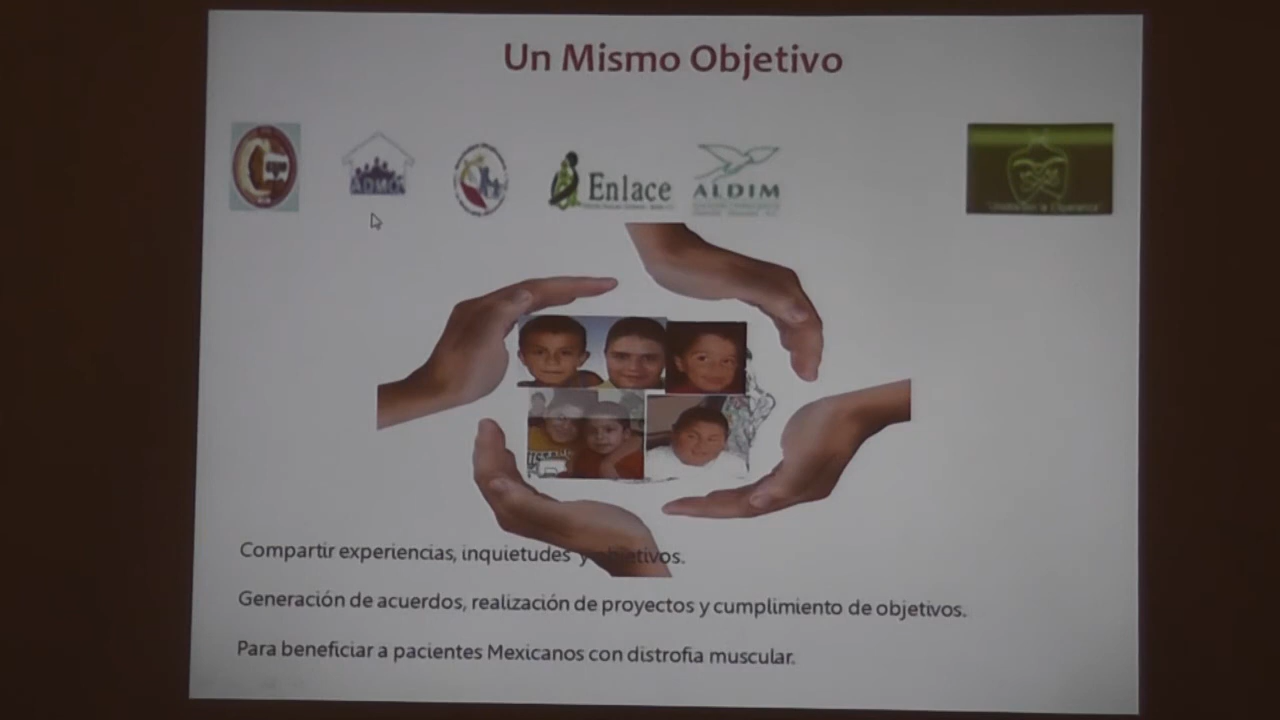 Un Mismo Objetivo
ADMO
Enlace
ALDIM
Compartir experiencias, inquietudes y objetivos.
Generación de acuerdos, realización de proyectos y cumplimiento de objetivos.
Para beneficiar a pacientes Mexicanos con distrofia muscular.